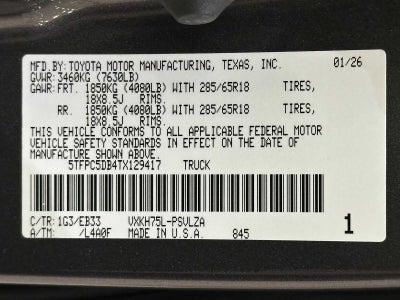 MFD.BY: TOYOTA MOTOR MANUFACTURING, TEXAS, INC. 01/26
GVWR: 3460KG (7630LB)
GAWR: FRT. 1850KG (4080LB) WITH 285/65R18 TIRES,
18X8.5J RIMS.
RR. 1850KG (4080LB) WITH 285/65R18 TIRES,
18X8.5J RIMS.
THIS VEHICLE CONFORMS TO ALL APPLICABLE FEDERAL MOTOR
VEHICLE SAFETY STANDARDS IN EFFECT ON THE DATE OF
MANUFACTURE SHOWN ABOVE.
5TFPC5DB4TX129417 TRUCK
C/TR: 1G3/EB33 VXKH75L-PSVLZA
A/TM: /L4A0F MADE IN U.S.A. 845 1